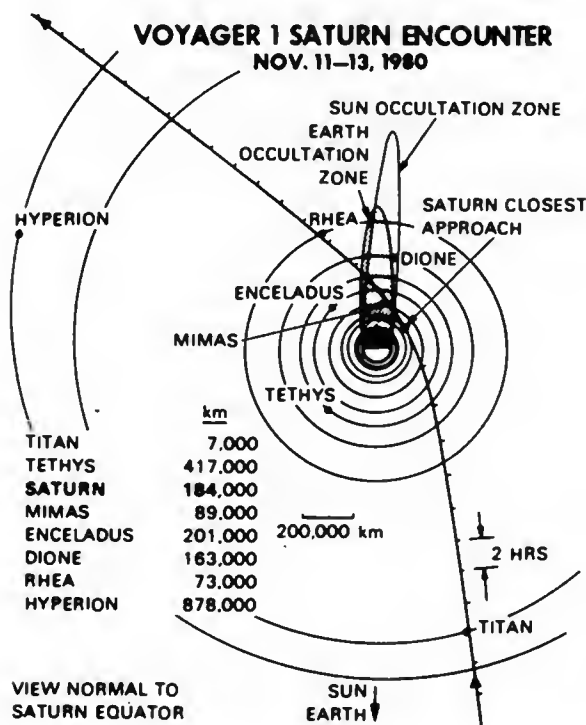 VOYAGER 1 SATURN ENCOUNTER
NOV. 11–13, 1980
SUN OCCULTATION ZONE
EARTH
OCCULTATION
ZONE
SATURN CLOSEST
APPROACH
HYPERION
RHEA
DIONE
ENCELADUS
MIMAS
TETHYS
km
TITAN 7,000
TETHYS 417,000
SATURN 184,000
MIMAS 89,000
ENCELADUS 201,000
DIONE 163,000
RHEA 73,000
HYPERION 878,000
200,000 km
2 HRS
TITAN
VIEW NORMAL TO
SATURN EQUATOR
SUN
EARTH